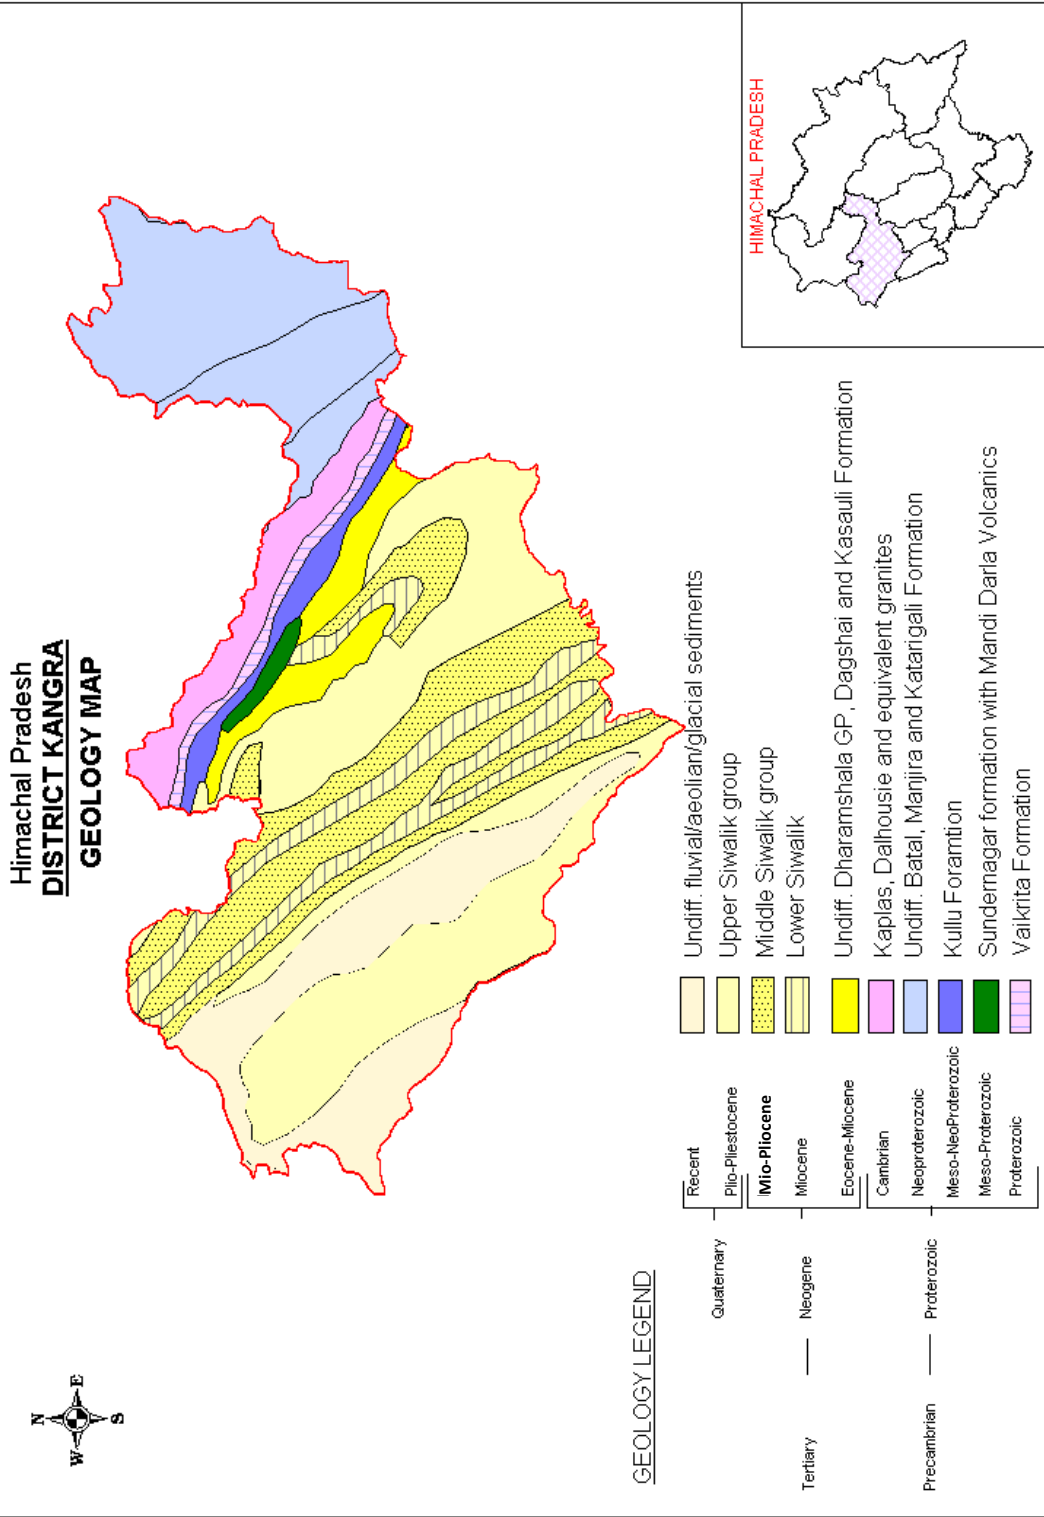 Himachal Pradesh
DISTRICT KANGRA
GEOLOGY MAP
N
W E
S
HIMACHAL PRADESH
GEOLOGY LEGEND
Quaternary Recent Undiff. fluvial/aeolian/glacial sediments
Plio-Pliestocene Upper Siwalik group
Tertiary Neogene Mio-Pliocene Middle Siwalik group
Miocene Lower Siwalik
Eocene-Miocene Undiff. Dharamshala GP, Dagshai and Kasauli Formation
Precambrian Proterozoic Cambrian Kaplas, Dalhousie and equivalent granites
Neoproterozoic Undiff. Batal, Manjira and Katarigali Formation
Meso-NeoProterozoic Kullu Foramtion
Meso-Proterozoic Sundernagar formation with Mandi Darla Volcanics
Proterozoic Vaikrita Formation